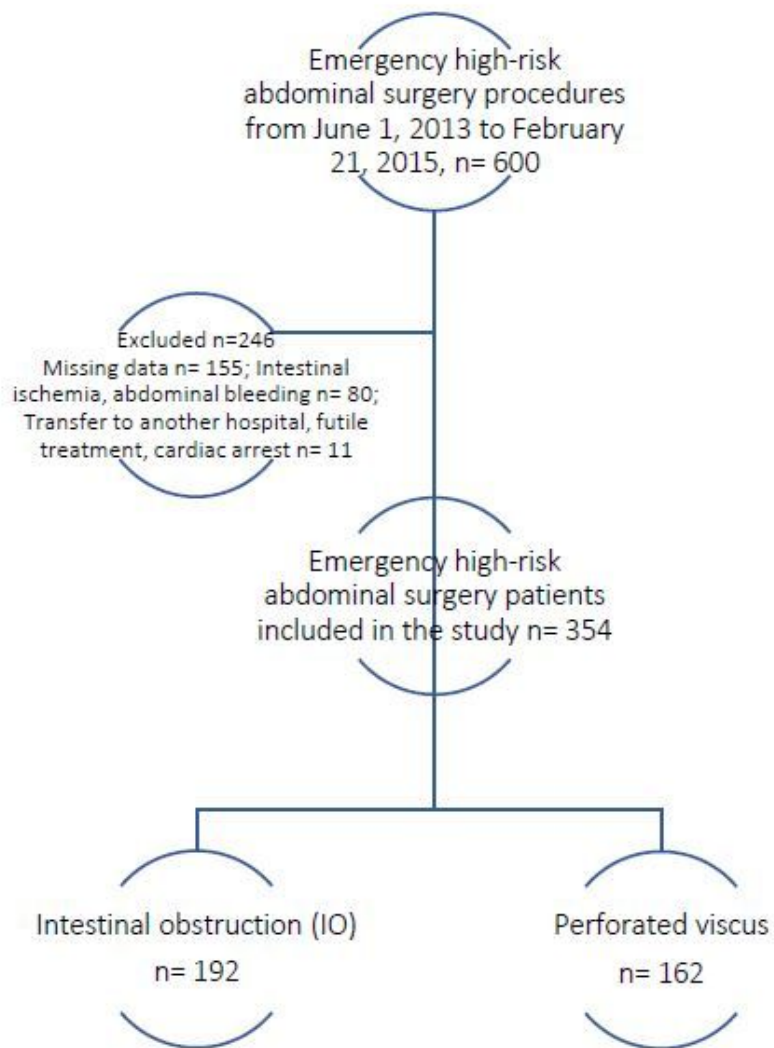 Emergency high-risk
abdominal surgery procedures
from June 1, 2013 to February
21, 2015, n= 600
Excluded n=246
Missing data n= 155; Intestinal
ischemia, abdominal bleeding n= 80;
Transfer to another hospital, futile
treatment, cardiac arrest n= 11
Emergency high-risk
abdominal surgery patients
included in the study n= 354
Intestinal obstruction (IO)
n= 192
Perforated viscus
n= 162